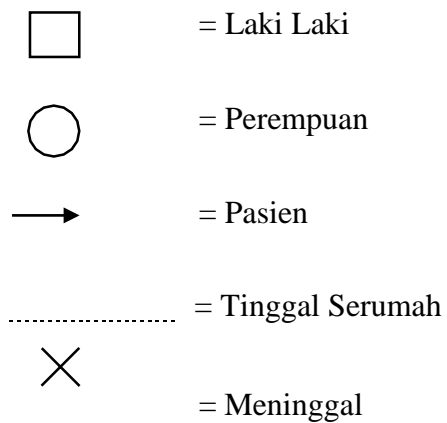 = Laki Laki
= Perempuan
= Pasien
= Tinggal Serumah
= Meninggal